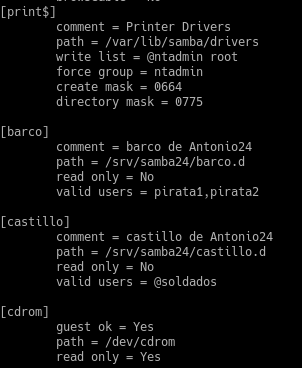 [print$]
comment = Printer Drivers
path = /var/lib/samba/drivers
write list = @ntadmin root
force group = ntadmin
create mask = 0664
directory mask = 0775
[barco]
comment = barco de Antonio24
path = /srv/samba24/barco.d
read only = No
valid users = pirata1,pirata2
[castillo]
comment = castillo de Antonio24
path = /srv/samba24/castillo.d
read only = No
valid users = @soldados
[cdrom]
guest ok = Yes
path = /dev/cdrom
read only = Yes